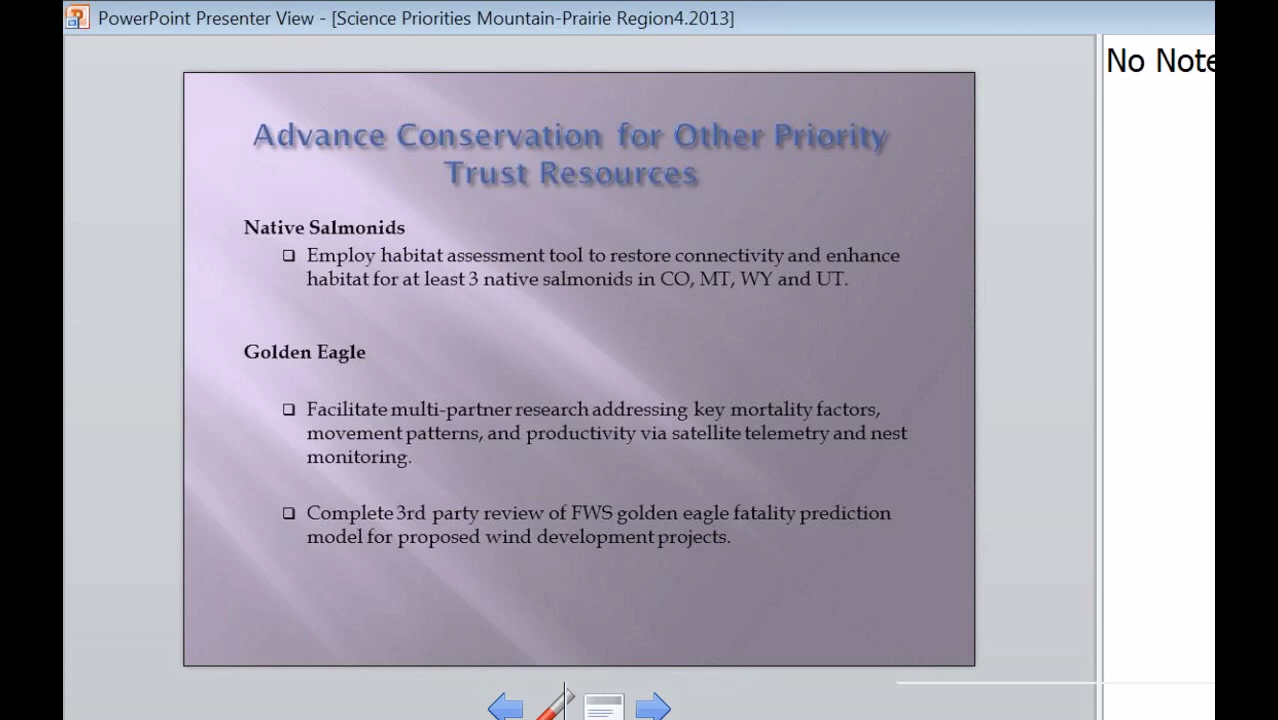 PowerPoint Presenter View - [Science Priorities Mountain-Prairie Region4.2013]
No Note
Advance Conservation for Other Priority
Trust Resources
Native Salmonids
Employ habitat assessment tool to restore connectivity and enhance
habitat for at least 3 native salmonids in CO, MT, WY and UT.
Golden Eagle
Facilitate multi-partner research addressing key mortality factors,
movement patterns, and productivity via satellite telemetry and nest
monitoring.
Complete 3rd party review of FWS golden eagle fatality prediction
model for proposed wind development projects.